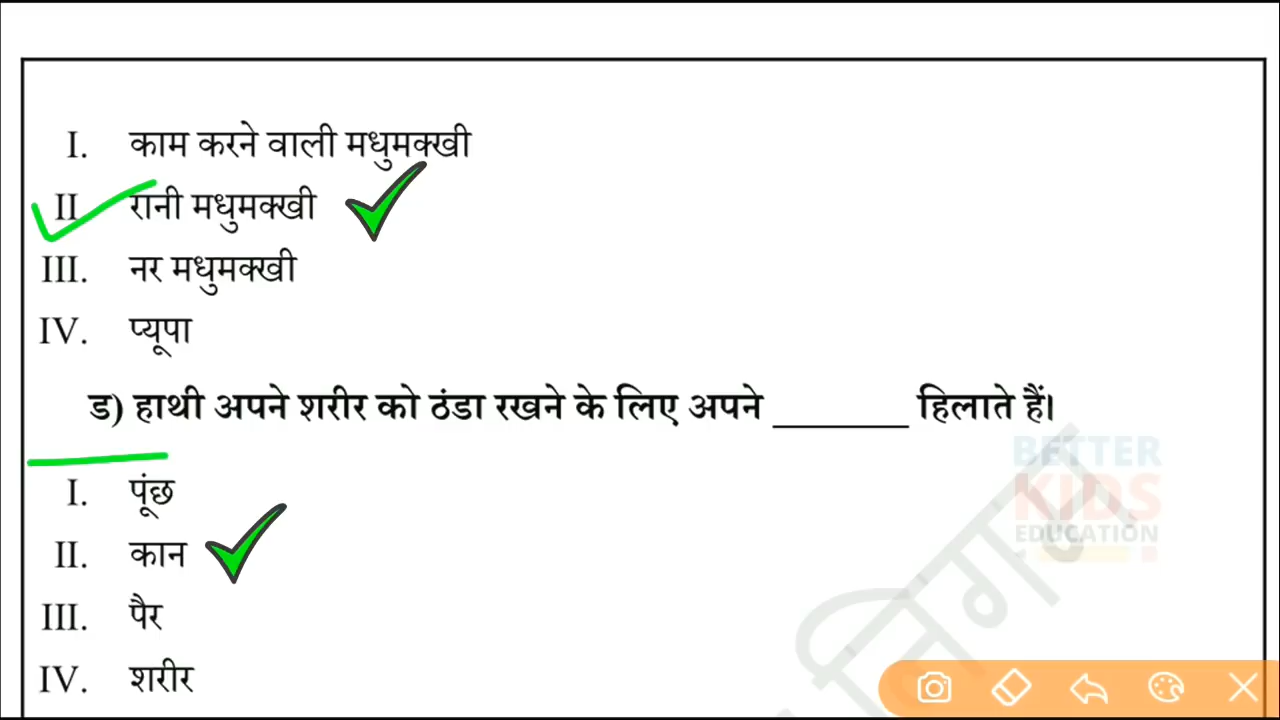 I. काम करने वाली मधुमक्खी
II रानी मधुमक्खी
III. नर मधुमक्खी
IV. प्यूपा
ड) हाथी अपने शरीर को ठंडा रखने के लिए अपने _______ हिलाते हैं।
BETTER
KIDS
EDUCATION
I. पूंछ
II. कान
III. पैर
IV. शरीर